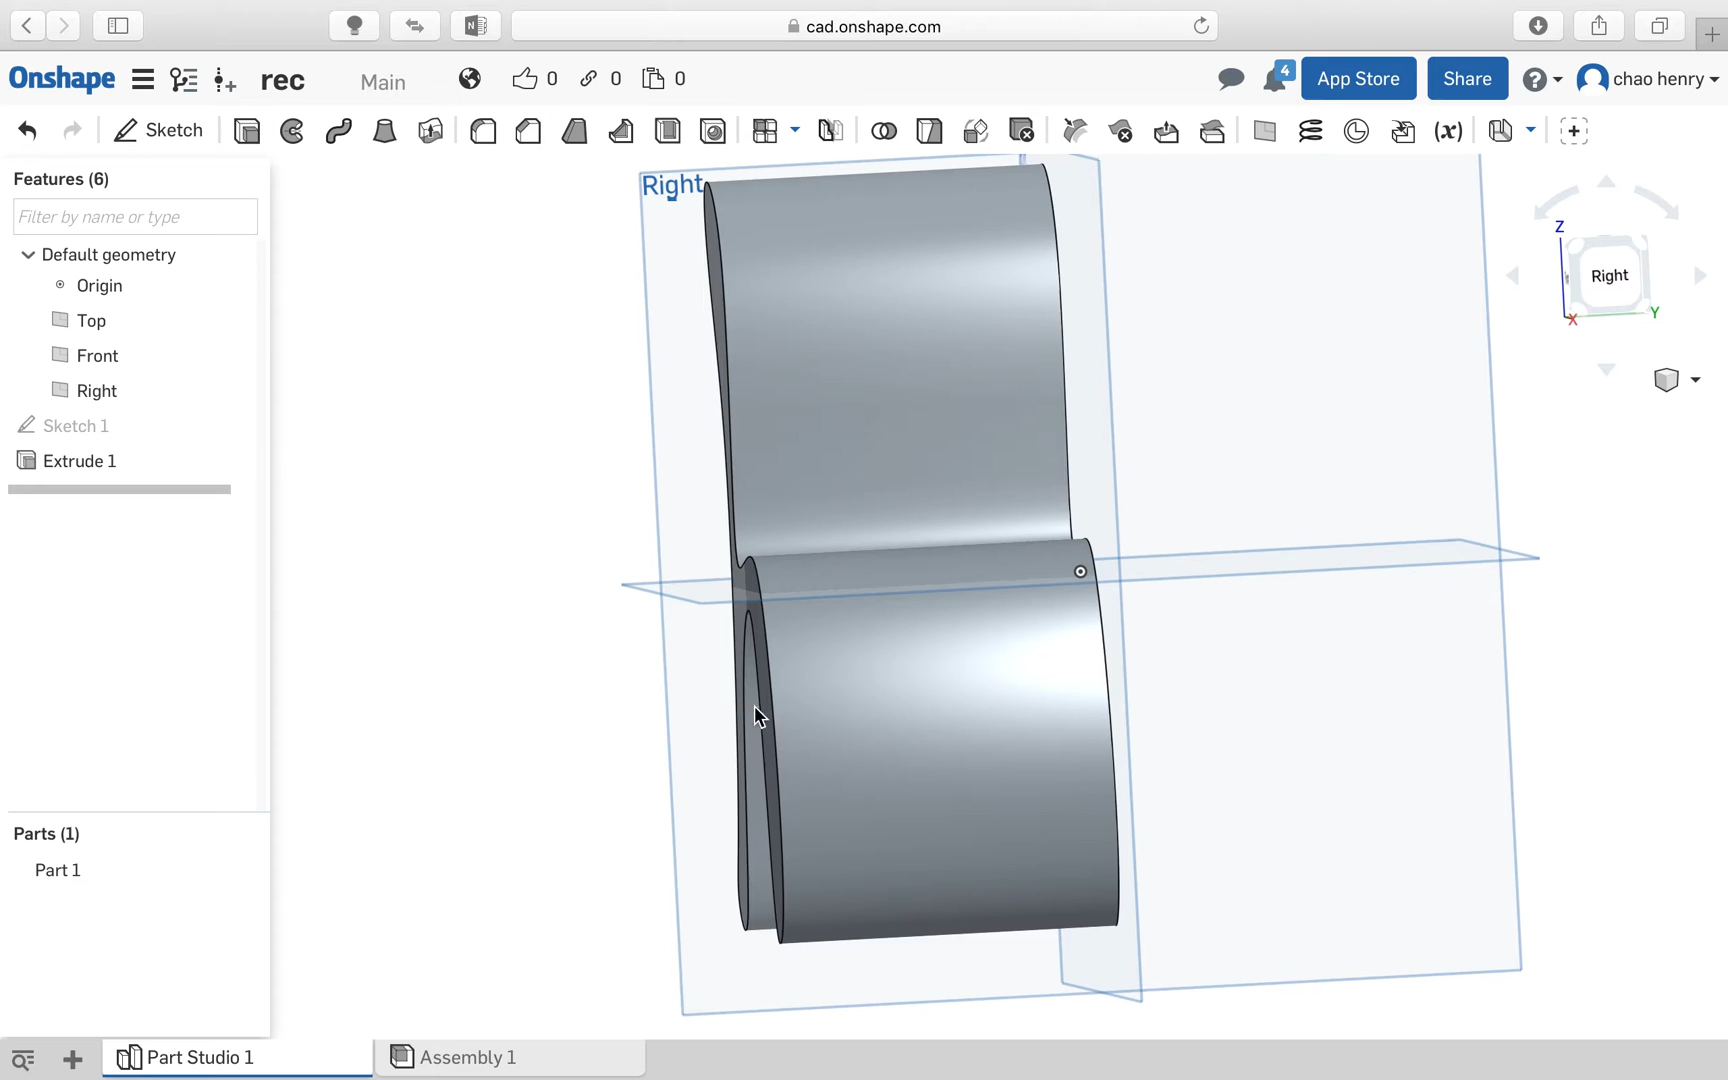 cad.onshape.com
Onshape rec Main 0 0 0 4 App Store Share chao henry
Sketch (x)
Features (6)
Filter by name or type
Default geometry
Origin
Top
Front
Right
Sketch 1
Extrude 1
Parts (1)
Part 1
Right
Z
Right
X
Y
Part Studio 1
Assembly 1